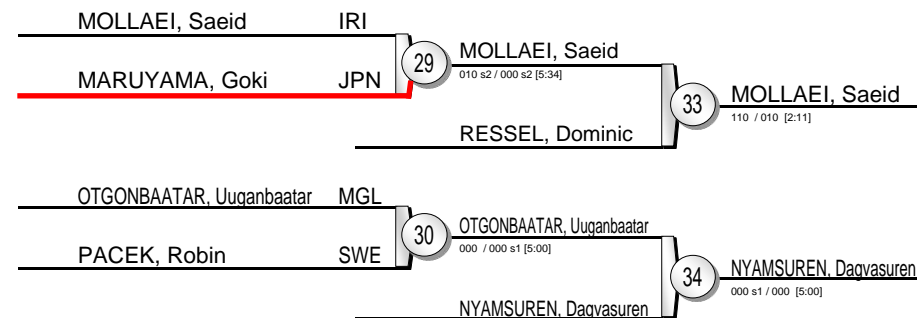 MOLLAEI, Saeid IRI
MARUYAMA, Goki JPN
29
MOLLAEI, Saeid
010 s2 / 000 s2 [5:34]
RESSEL, Dominic
33
MOLLAEI, Saeid
110 / 010 [2:11]
OTGONBAATAR, Uuganbaatar MGL
PACEK, Robin SWE
30
OTGONBAATAR, Uuganbaatar
000 / 000 s1 [5:00]
NYAMSUREN, Dagvasuren
34
NYAMSUREN, Dagvasuren
000 s1 / 000 [5:00]